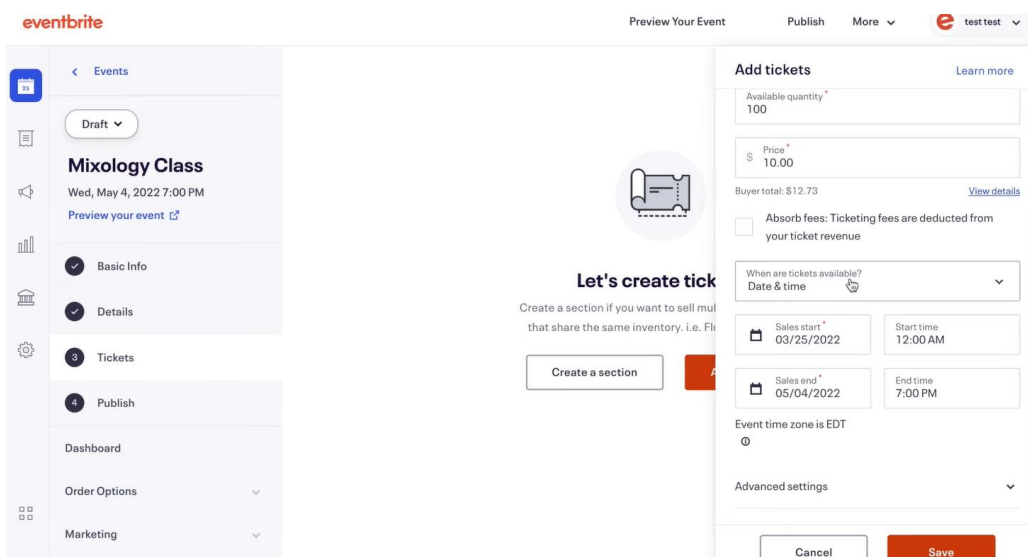 eventbrite
Preview Your Event
Publish
More
test test
Events
25
Draft
Mixology Class
Wed, May 4, 2022 7:00 PM
Preview your event
Basic Info
Details
3 Tickets
4 Publish
Dashboard
Order Options
Marketing
Let's create tick
Create a section if you want to sell mul
that share the same inventory. i.e. Flo
Create a section
Add tickets
Learn more
Available quantity*
100
Price*
$ 10.00
Buyer total: $12.73
View details
Absorb fees: Ticketing fees are deducted from
your ticket revenue
When are tickets available?
Date & time
Sales start*
03/25/2022
Start time
12:00 AM
Sales end*
05/04/2022
End time
7:00 PM
Event time zone is EDT
Advanced settings
Cancel
Save